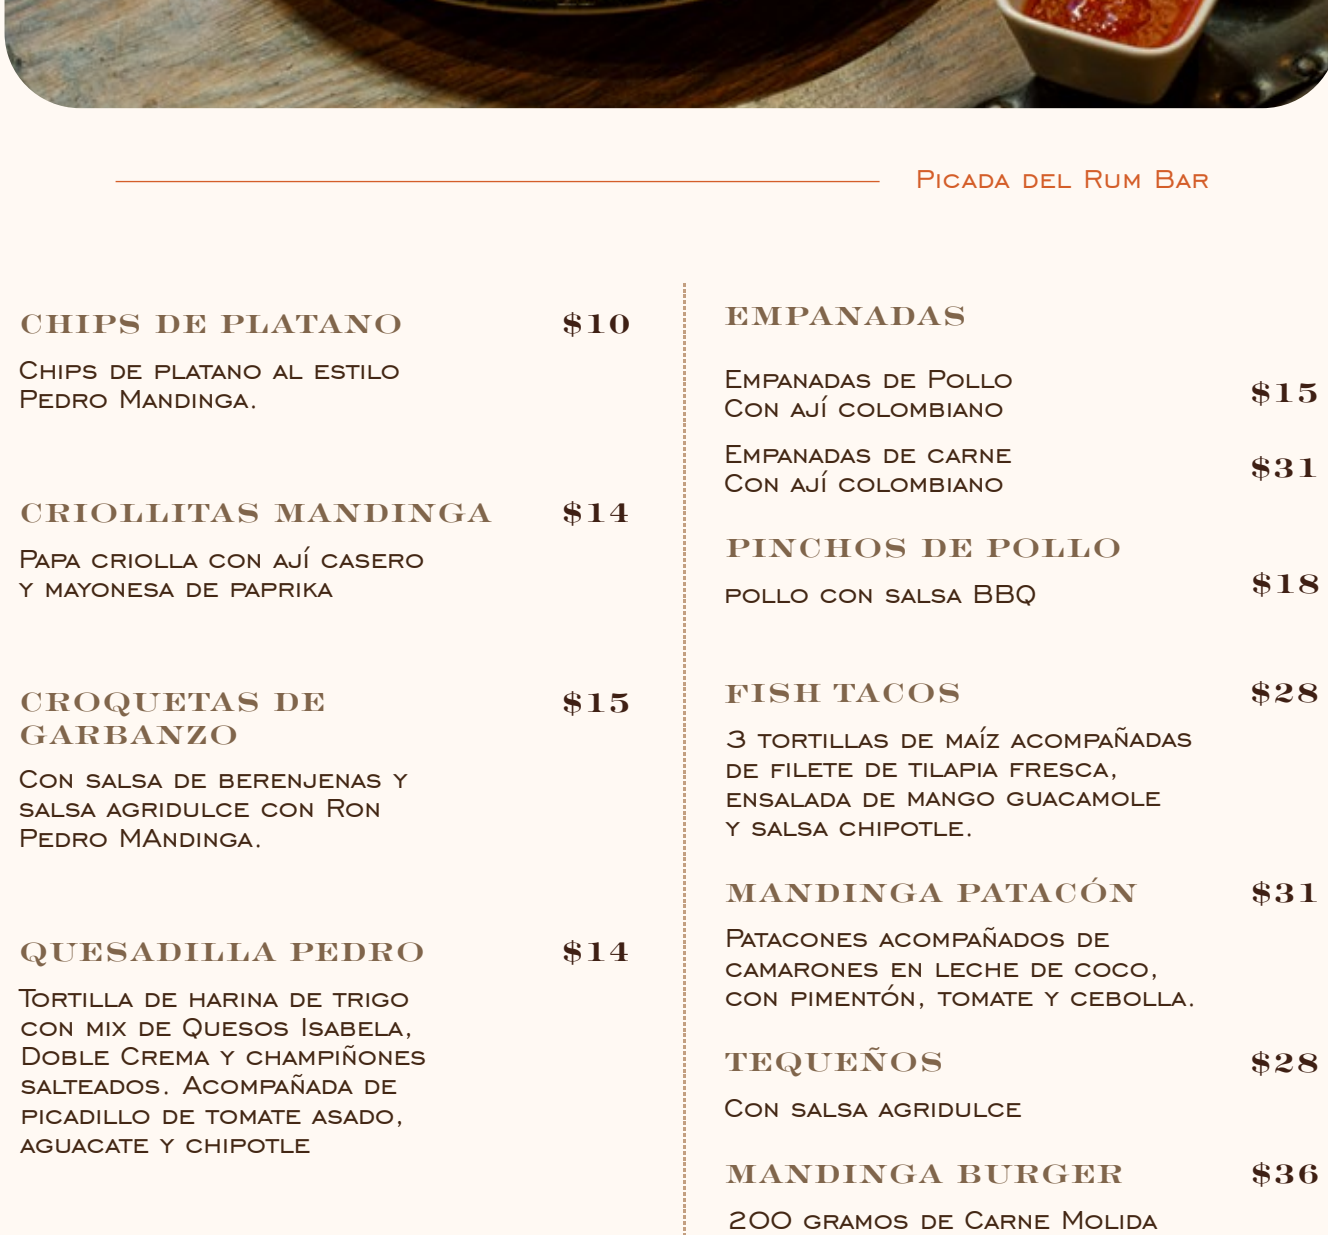 Picada del Rum Bar
CHIPS DE PLATANO $10
Chips de platano al estilo
Pedro Mandinga.
CRIOLLITAS MANDINGA $14
Papa criolla con ají casero
y mayonesa de paprika
CROQUETAS DE $15
GARBANZO
Con salsa de berenjenas y
salsa agridulce con Ron
Pedro MAndinga.
QUESADILLA PEDRO $14
Tortilla de harina de trigo
con mix de Quesos Isabela,
Doble Crema y champiñones
salteados. Acompañada de
picadillo de tomate asado,
aguacate y chipotle
EMPANADAS
Empanadas de Pollo
Con ají colombiano $15
Empanadas de carne
Con ají colombiano $31
PINCHOS DE POLLO
pollo con salsa BBQ $18
FISH TACOS $28
3 tortillas de maíz acompañadas
de filete de tilapia fresca,
ensalada de mango guacamole
y salsa chipotle.
MANDINGA PATACÓN $31
Patacones acompañados de
camarones en leche de coco,
con pimentón, tomate y cebolla.
TEQUEÑOS $28
Con salsa agridulce
MANDINGA BURGER $36
200 gramos de Carne Molida